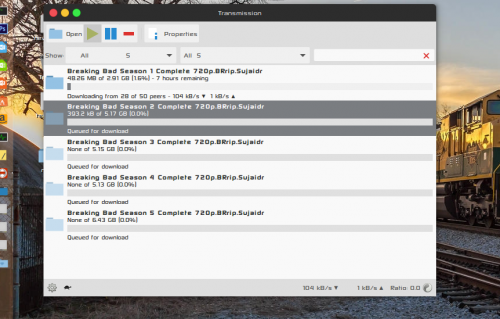 Transmission
Open Properties
Show: All 5 All 5
Breaking Bad Season 1 Complete 720p.BRrip.Sujaidr
48.26 MB of 2.91 GB (1.6%) - 7 hours remaining
Downloading from 28 of 50 peers - 104 kB/s ▼ 1 kB/s ▲
Breaking Bad Season 2 Complete 720p.BRrip.Sujaidr
393.2 kB of 5.17 GB (0.0%)
Queued for download
Breaking Bad Season 3 Complete 720p.BRrip.Sujaidr
None of 5.15 GB (0.0%)
Queued for download
Breaking Bad Season 4 Complete 720p.BRrip.Sujaidr
None of 5.13 GB (0.0%)
Queued for download
Breaking Bad Season 5 Complete 720p.BRrip.Sujaidr
None of 6.43 GB (0.0%)
Queued for download
104 kB/s ▼ 1 kB/s ▲ Ratio: 0.0